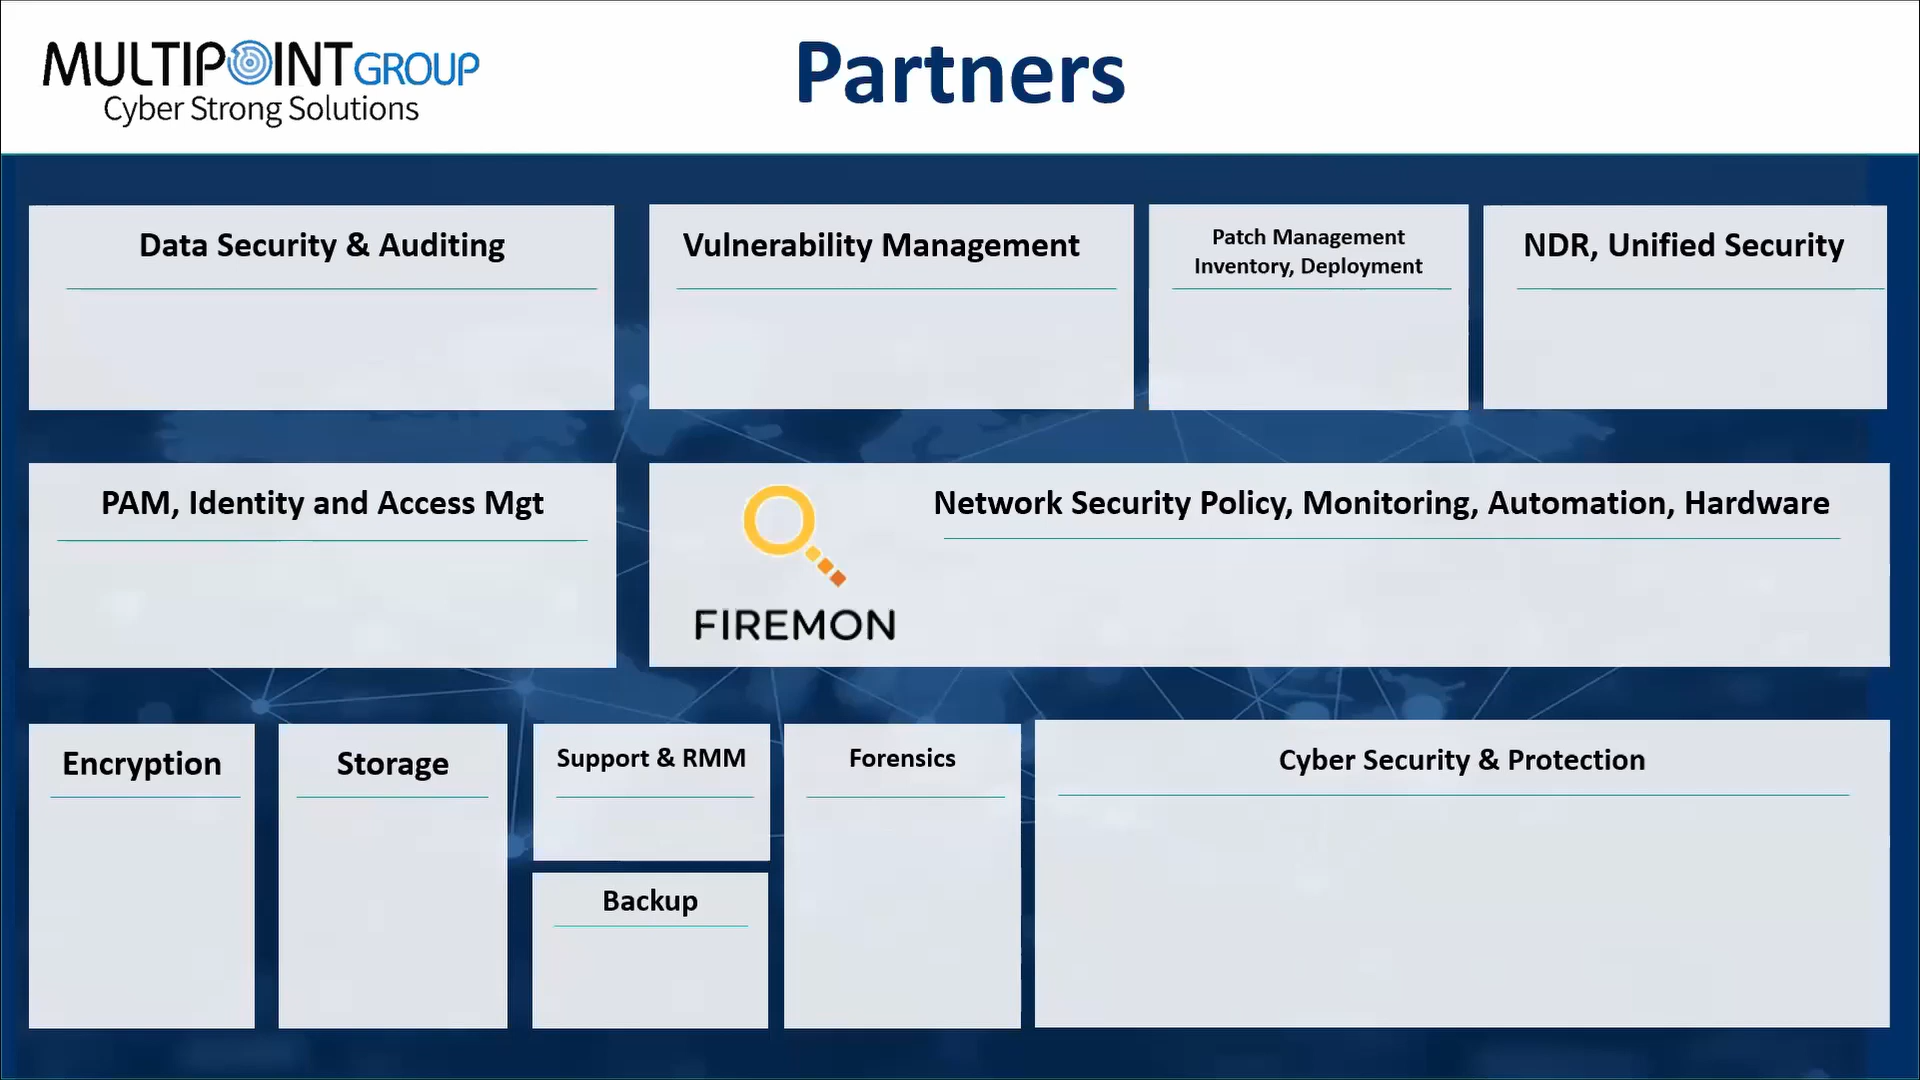 MULTIPOINTGROUP
Cyber Strong Solutions
Partners
Data Security & Auditing
Vulnerability Management
Patch Management
Inventory, Deployment
NDR, Unified Security
PAM, Identity and Access Mgt
Network Security Policy, Monitoring, Automation, Hardware
FIREMON
Encryption
Storage
Support & RMM
Backup
Forensics
Cyber Security & Protection